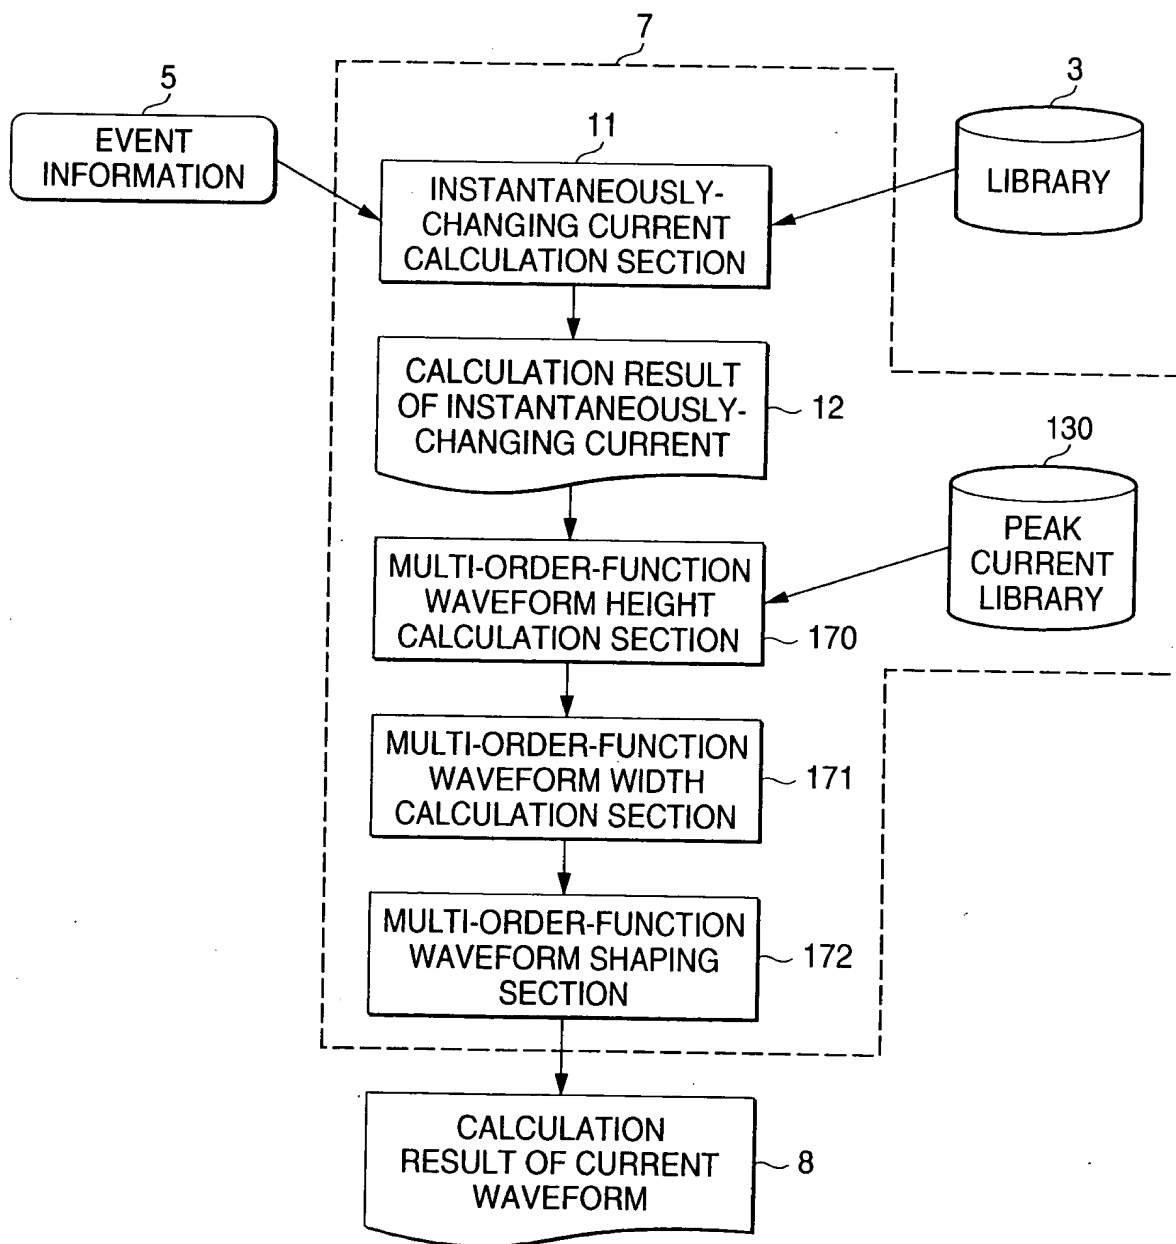 7
5
EVENT
INFORMATION
3
LIBRARY
11
INSTANTANEOUSLY-
CHANGING CURRENT
CALCULATION SECTION
CALCULATION RESULT
OF INSTANTANEOUSLY-
CHANGING CURRENT
12
130
PEAK
CURRENT
LIBRARY
MULTI-ORDER-FUNCTION
WAVEFORM HEIGHT
CALCULATION SECTION
170
MULTI-ORDER-FUNCTION
WAVEFORM WIDTH
CALCULATION SECTION
171
MULTI-ORDER-FUNCTION
WAVEFORM SHAPING
SECTION
172
CALCULATION
RESULT OF CURRENT
WAVEFORM
8